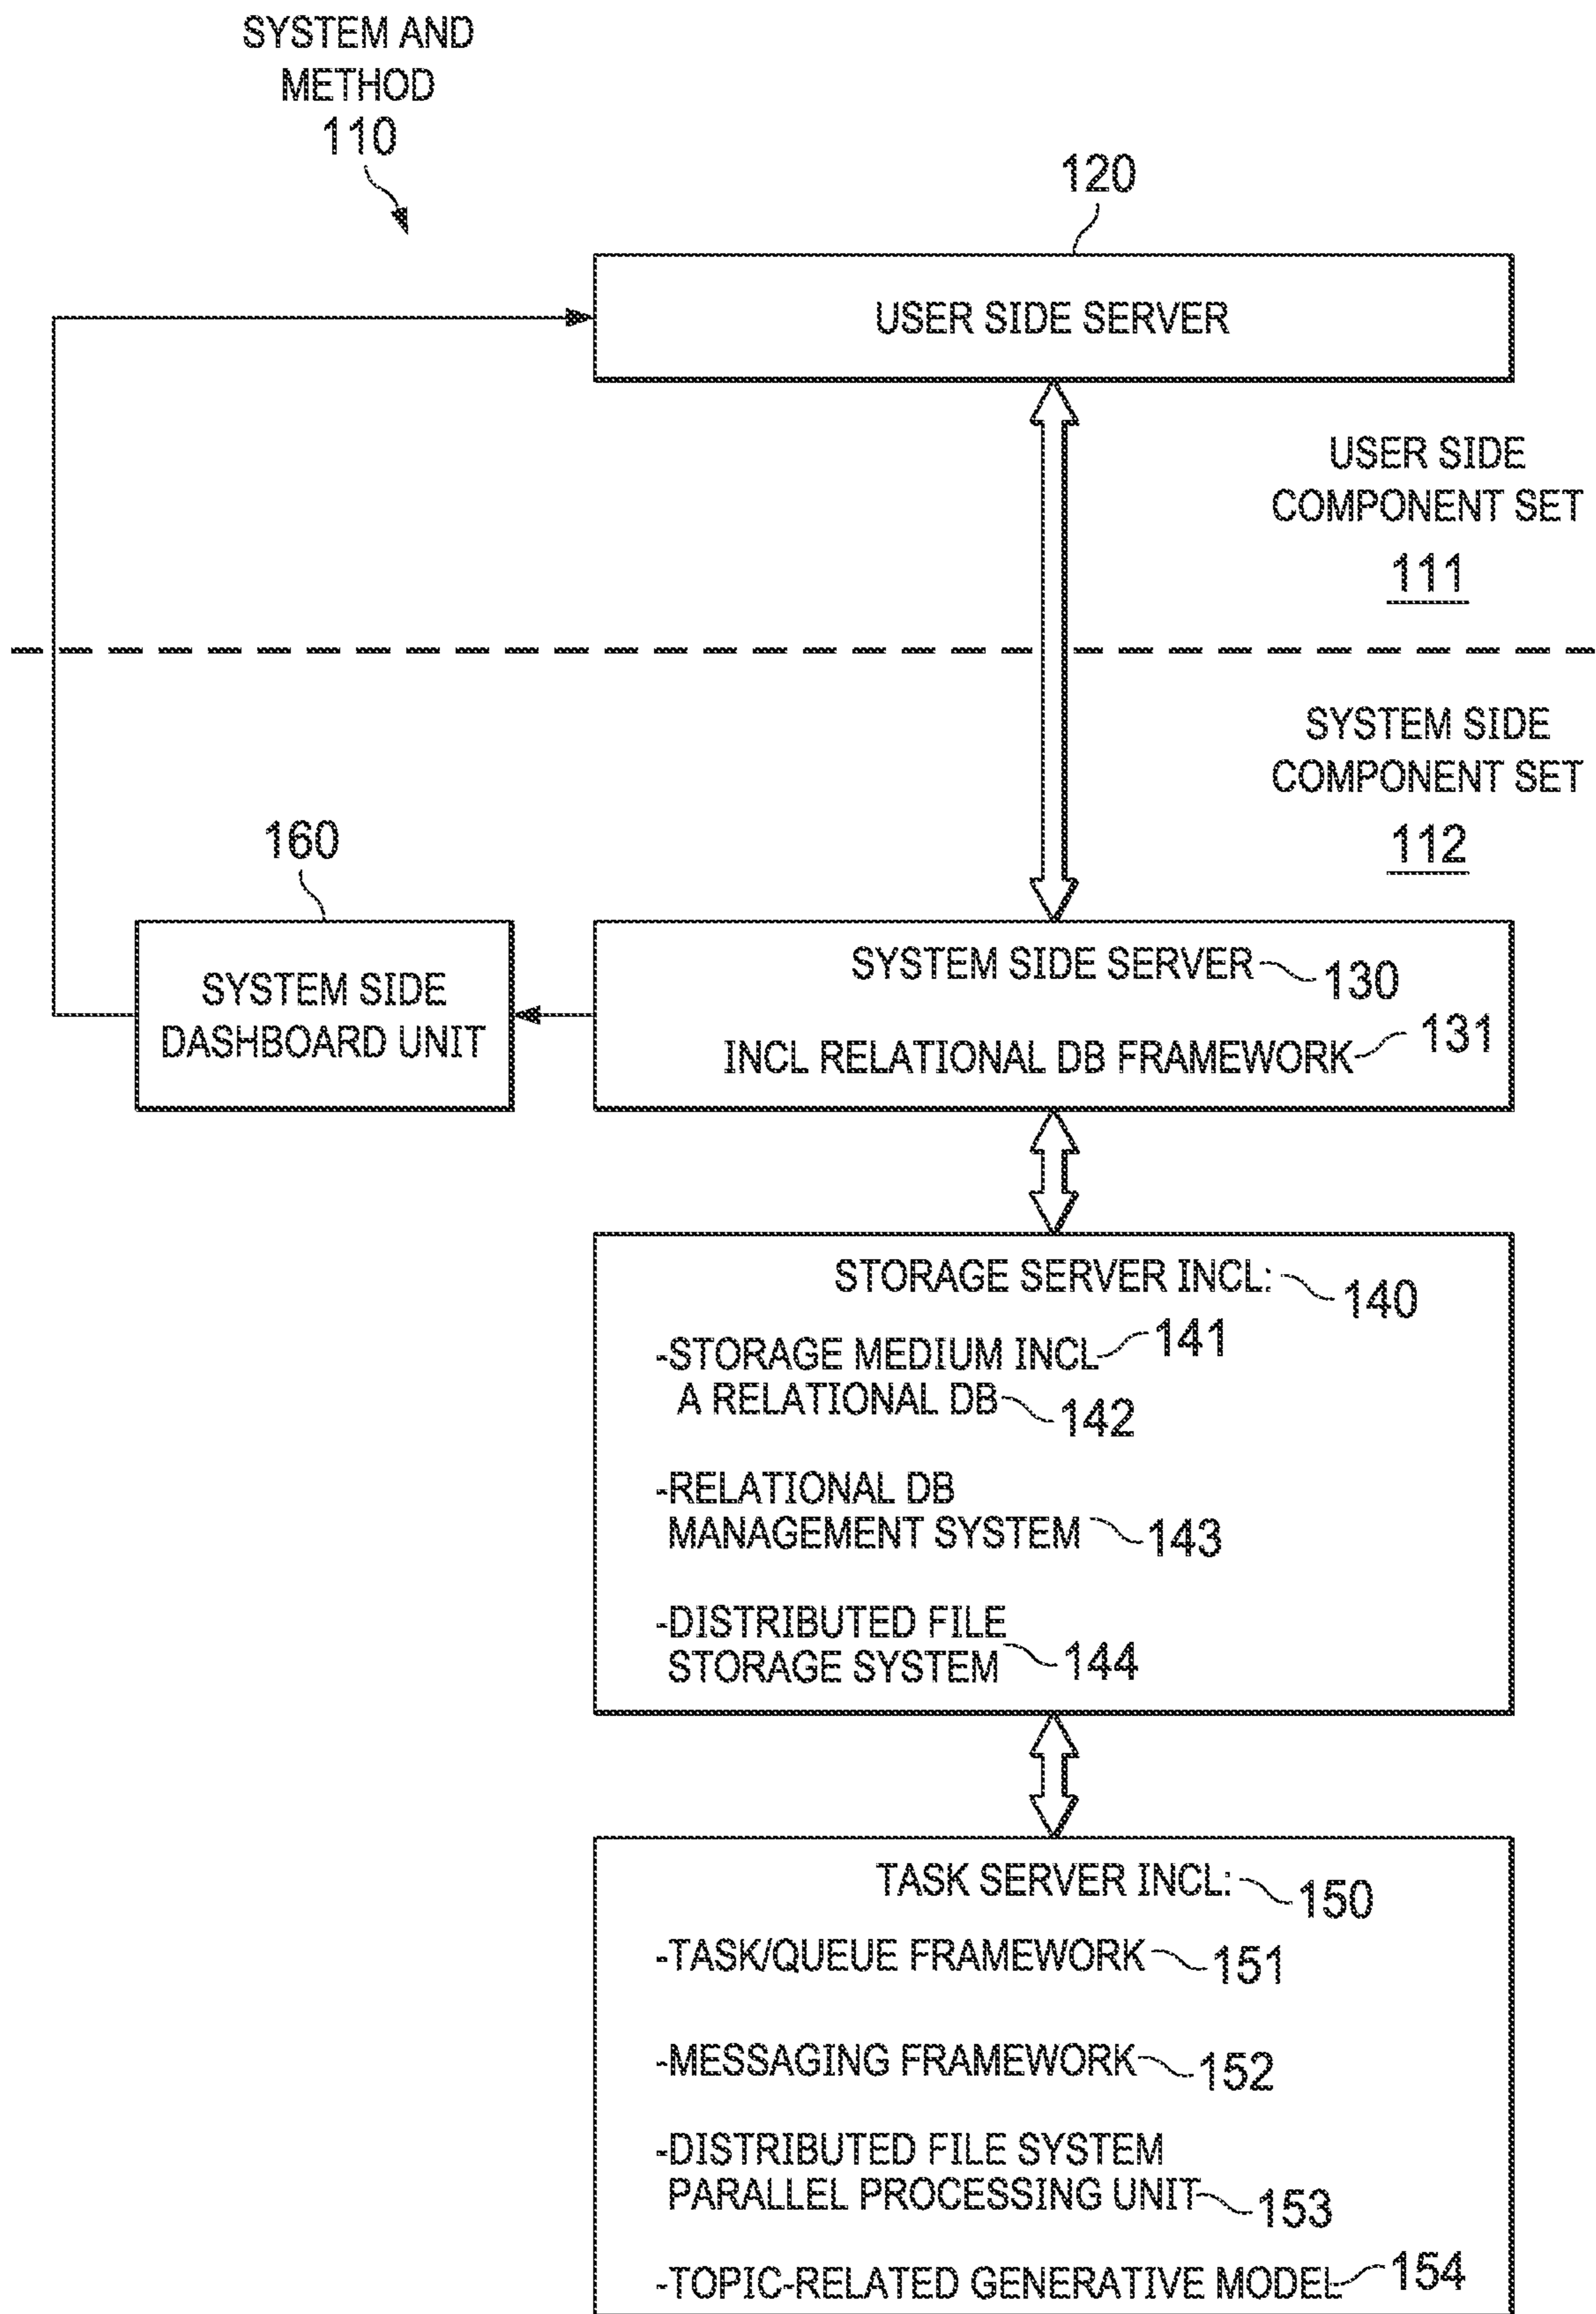 SYSTEM AND
METHOD
110
120
USER SIDE SERVER
USER SIDE
COMPONENT SET
111
SYSTEM SIDE
COMPONENT SET
112
160
SYSTEM SIDE
DASHBOARD UNIT
SYSTEM SIDE SERVER 130
INCL RELATIONAL DB FRAMEWORK 131
STORAGE SERVER INCL: 140
-STORAGE MEDIUM INCL 141
A RELATIONAL DB 142
-RELATIONAL DB
MANAGEMENT SYSTEM 143
-DISTRIBUTED FILE
STORAGE SYSTEM 144
TASK SERVER INCL: 150
-TASK/QUEUE FRAMEWORK 151
-MESSAGING FRAMEWORK 152
-DISTRIBUTED FILE SYSTEM
PARALLEL PROCESSING UNIT 153
-TOPIC-RELATED GENERATIVE MODEL 154